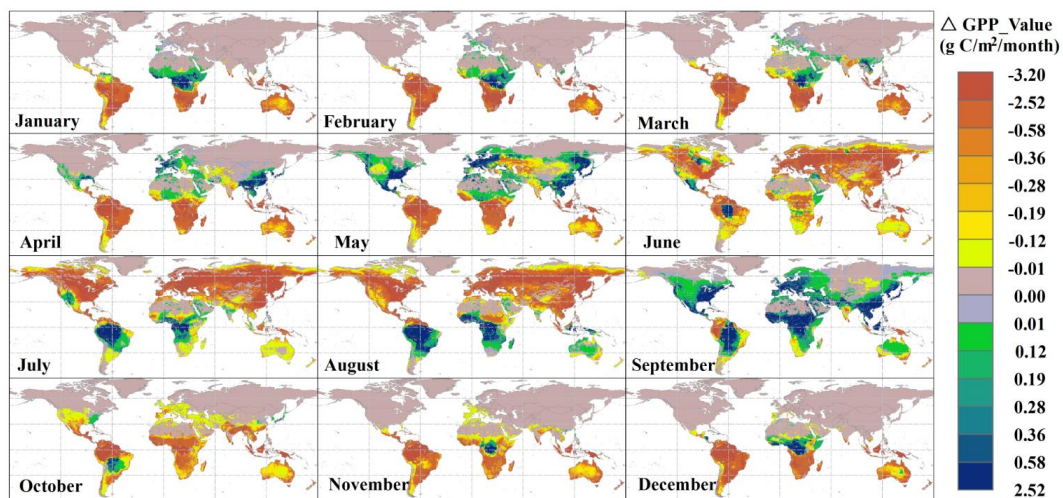 January
February
March
April
May
June
July
August
September
October
November
December
△ GPP_Value
(g C/m²/month)
-3.20
-2.52
-0.58
-0.36
-0.28
-0.19
-0.12
-0.01
0.00
0.01
0.12
0.19
0.28
0.36
0.58
2.52